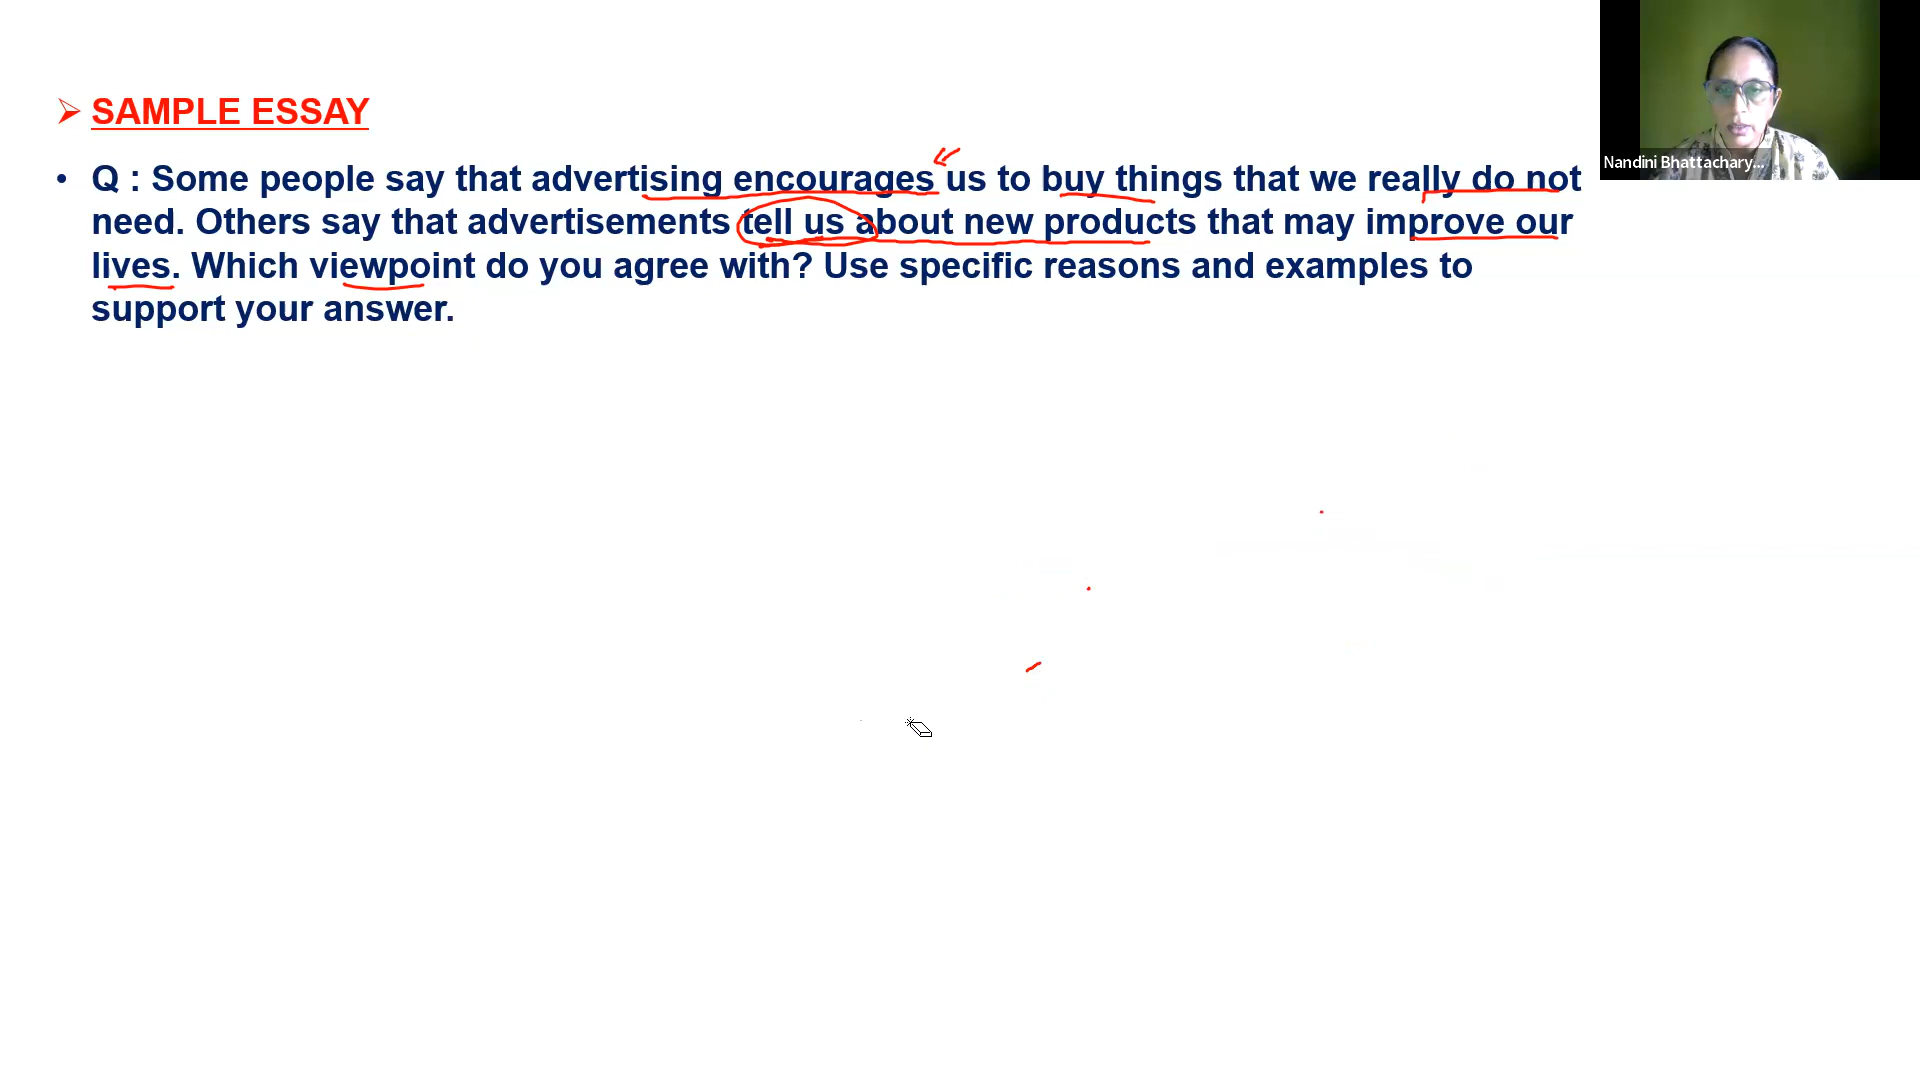 SAMPLE ESSAY
• Q : Some people say that advertising encourages us to buy things that we really do not
need. Others say that advertisements tell us about new products that may improve our
lives. Which viewpoint do you agree with? Use specific reasons and examples to
support your answer.
Nandini Bhattachary...